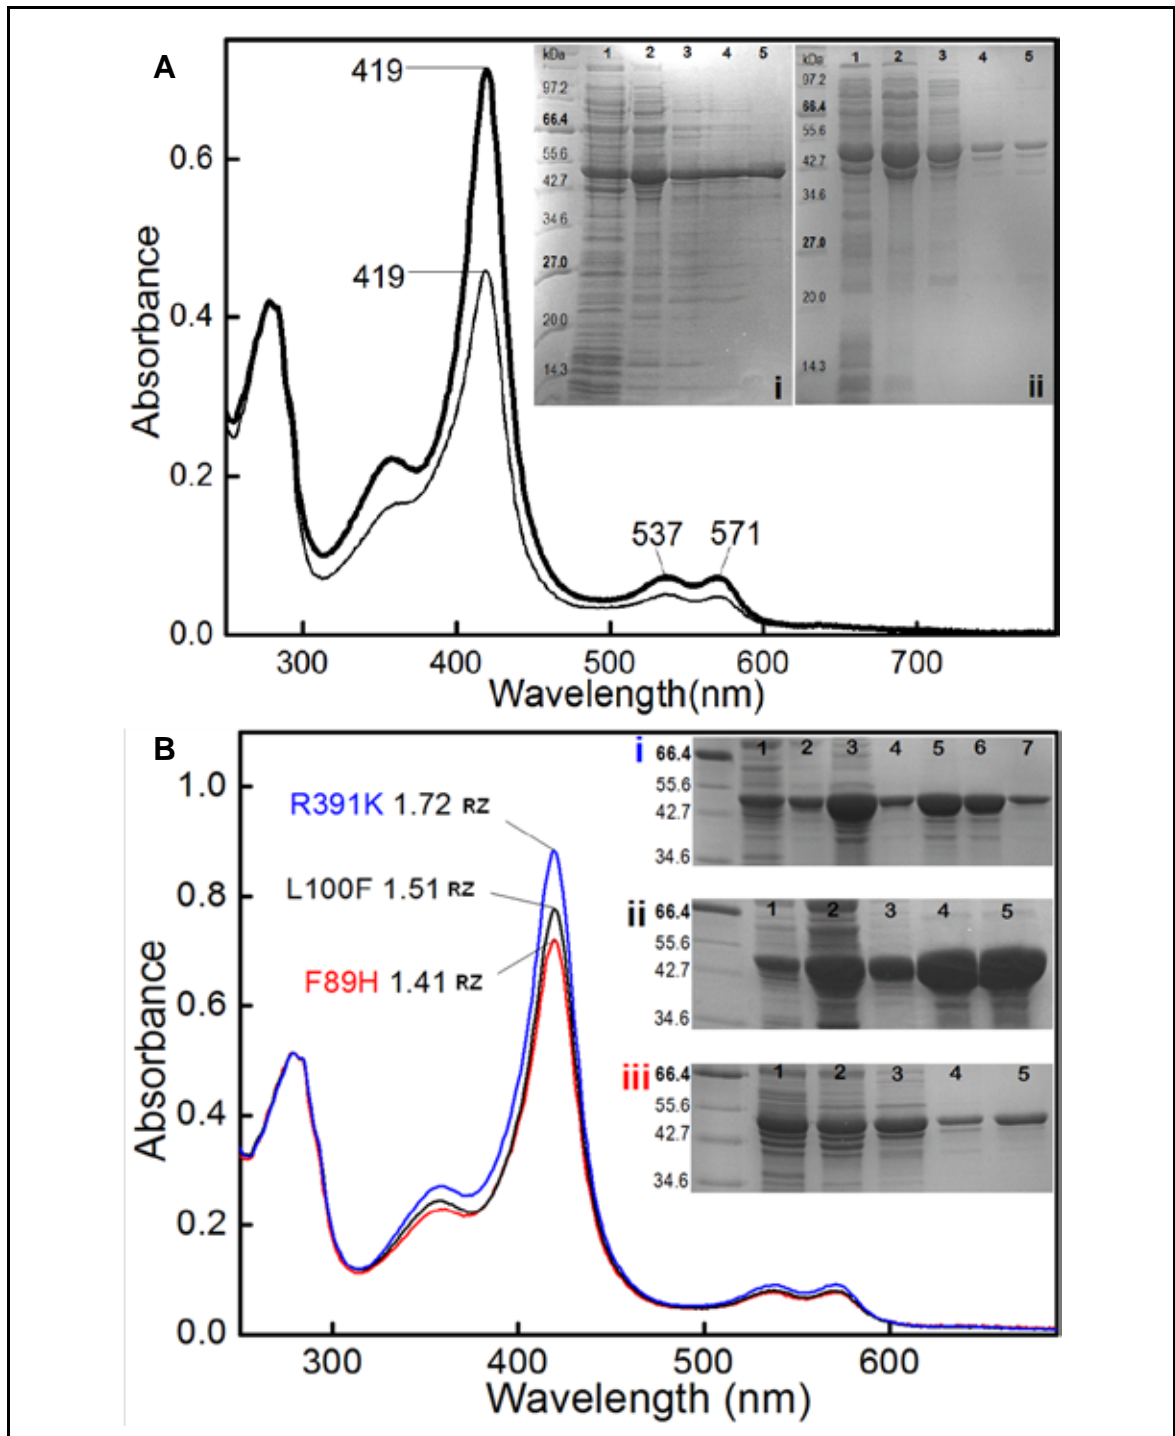 A
419
419
537 571
0.6
0.4
0.2
0.0
Absorbance
300 400 500 600 700
Wavelength(nm)
kDa 1 2 3 4 5
97.2
66.4
55.6
42.7
34.6
27.0
20.0
14.3
i
kDa 1 2 3 4 5
97.2
66.4
55.6
42.7
34.6
27.0
20.0
14.3
ii
B
R391K 1.72 RZ
L100F 1.51 RZ
F89H 1.41 RZ
1.0
0.8
0.6
0.4
0.2
0.0
Absorbance
300 400 500 600
Wavelength (nm)
i
1 2 3 4 5 6 7
66.4
55.6
42.7
34.6
ii
1 2 3 4 5
66.4
55.6
42.7
34.6
iii
1 2 3 4 5
66.4
55.6
42.7
34.6